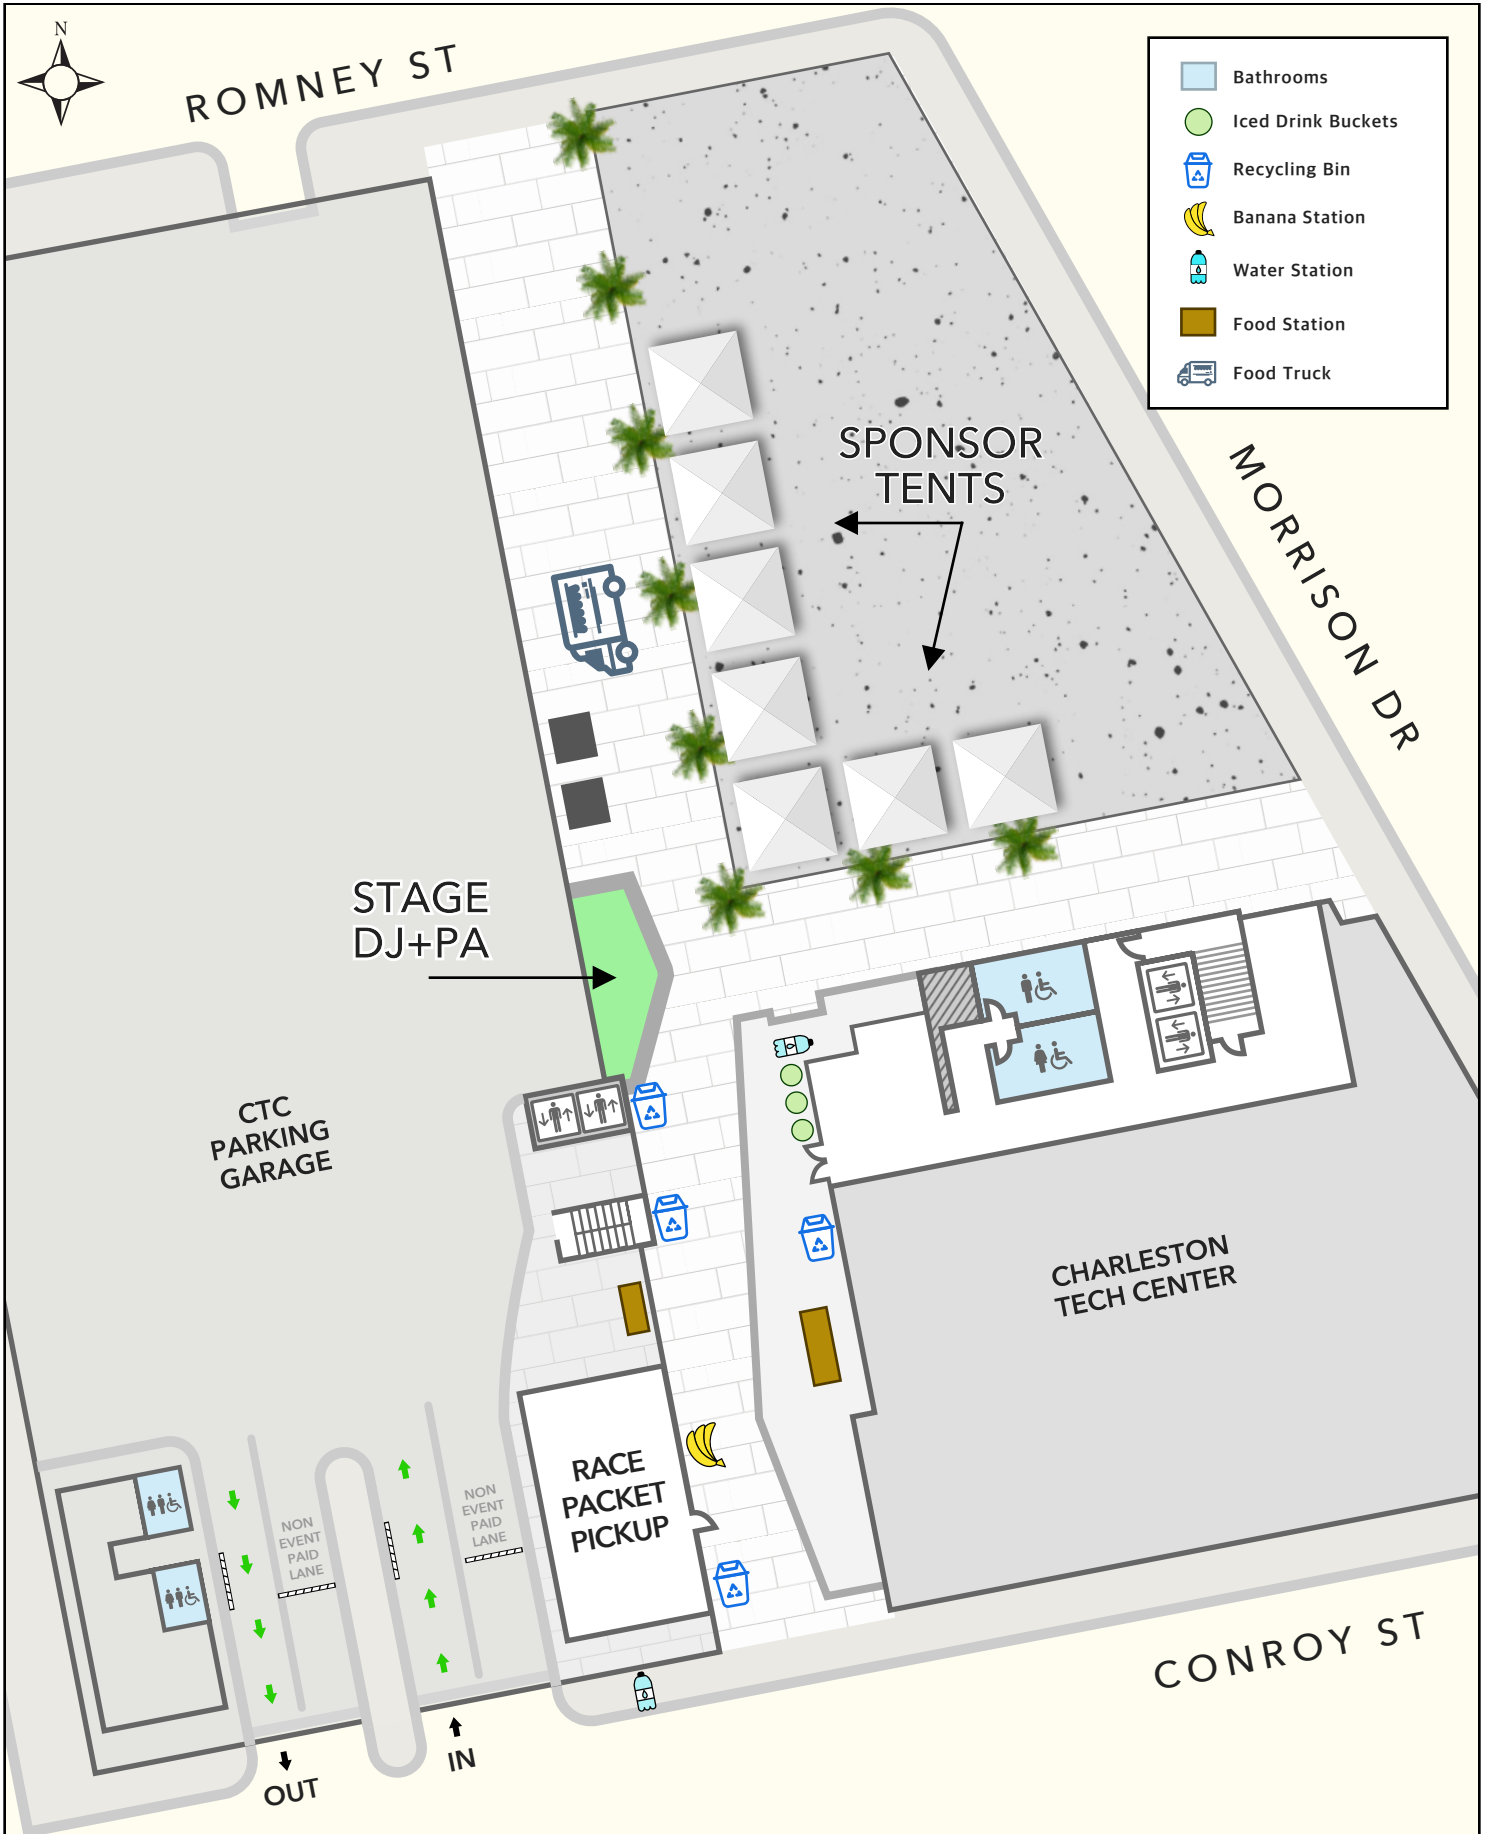 N
ROMNEY ST
Bathrooms
Iced Drink Buckets
Recycling Bin
Banana Station
Water Station
Food Station
Food Truck
SPONSOR
TENTS
MORRISON DR
STAGE
DJ+PA
CTC
PARKING
GARAGE
CHARLESTON
TECH CENTER
RACE
PACKET
PICKUP
NON
EVENT
PAID
LANE
NON
EVENT
PAID
LANE
CONROY ST
IN
OUT